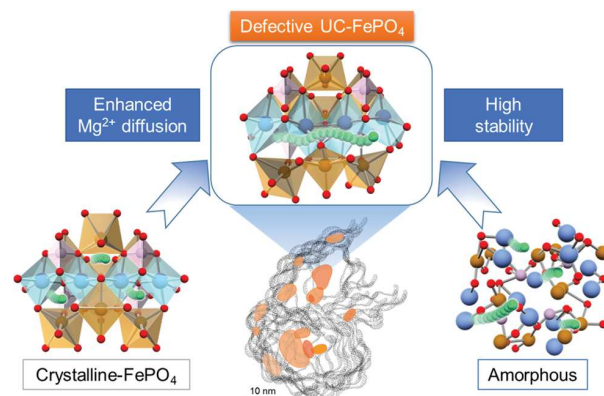 Defective UC-FePO₄
Enhanced
Mg²⁺ diffusion
High
stability
Crystalline-FePO₄
10 nm
Amorphous